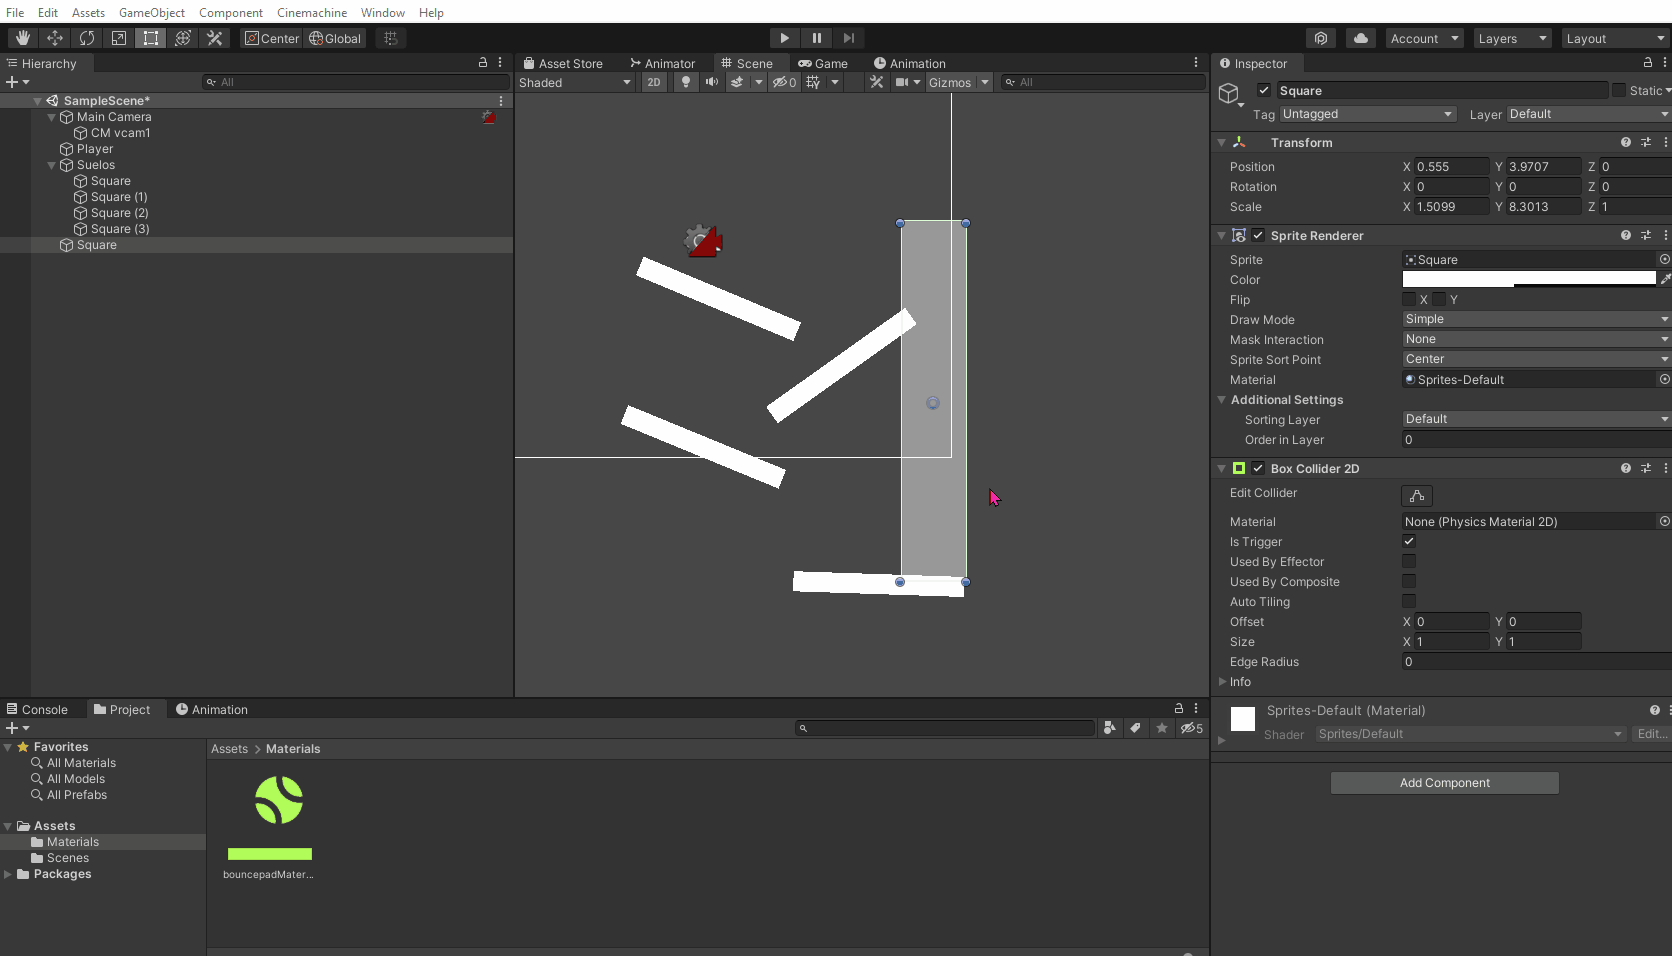 File Edit Assets GameObject Component Cinemachine Window Help
Center Global Account Layers Layout
Hierarchy
All
SampleScene*
Main Camera
CM vcam1
Player
Suelos
Square
Square (1)
Square (2)
Square (3)
Square
Asset Store Animator Scene Game Animation
Shaded 2D 0 Gizmos All
Inspector
Square Static
Tag Untagged Layer Default
Transform
Position X 0.555 Y 3.9707 Z 0
Rotation X 0 Y 0 Z 0
Scale X 1.5099 Y 8.3013 Z 1
Sprite Renderer
Sprite Square
Color
Flip X Y
Draw Mode Simple
Mask Interaction None
Sprite Sort Point Center
Material Sprites-Default
Additional Settings
Sorting Layer Default
Order in Layer 0
Box Collider 2D
Edit Collider
Material None (Physics Material 2D)
Is Trigger
Used By Effector
Used By Composite
Auto Tiling
Offset X 0 Y 0
Size X 1 Y 1
Edge Radius 0
Info
Sprites-Default (Material)
Shader Sprites/Default Edit...
Add Component
Console Project Animation
5
Favorites
All Materials
All Models
All Prefabs
Assets
Materials
Scenes
Packages
Assets > Materials
bouncepadMater...